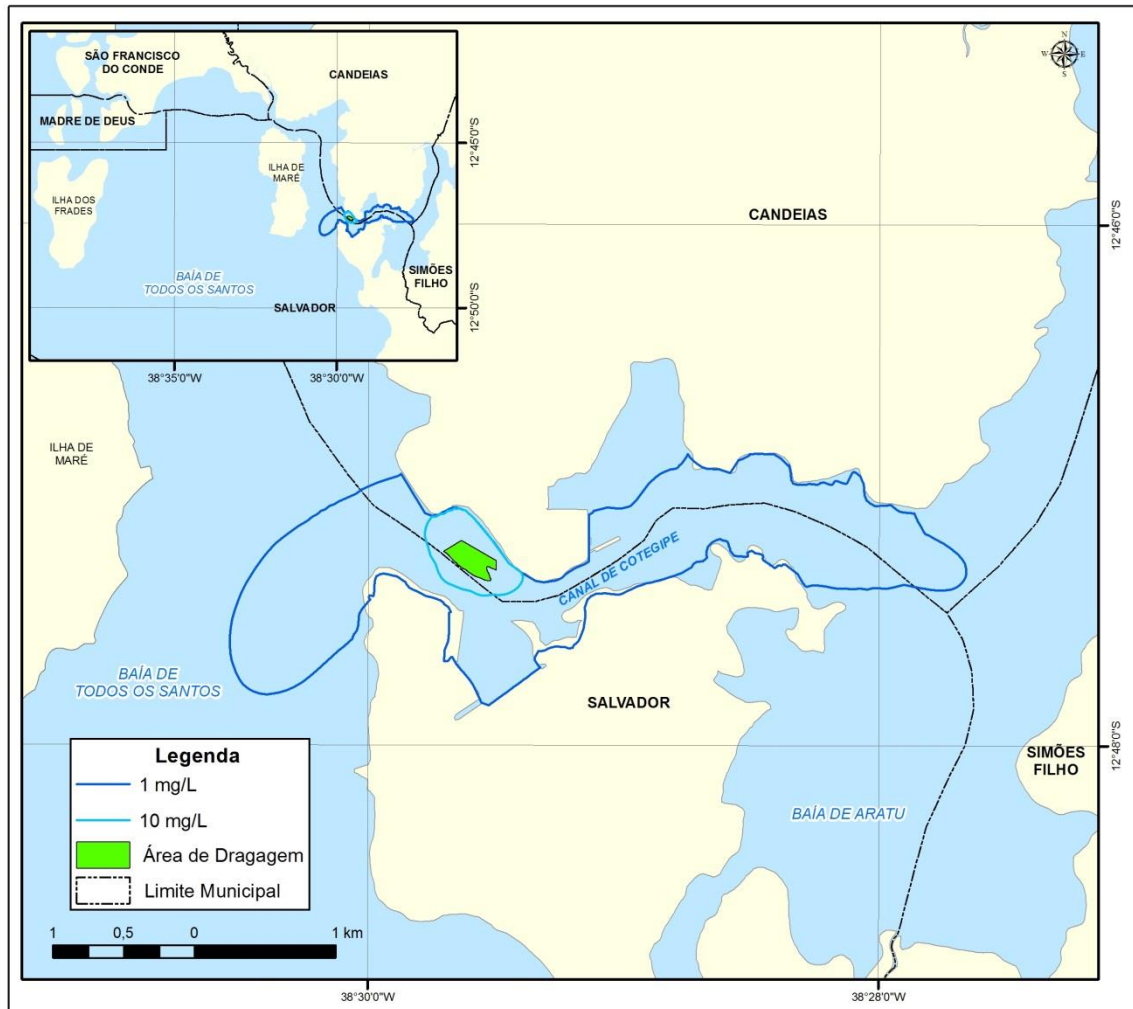 SÃO FRANCISCO
DO CONDE
CANDEIAS
MADRE DE DEUS
ILHA DE
MARÉ
ILHA DOS
FRADES
BAÍA DE
TODOS OS SANTOS
SIMÕES
FILHO
SALVADOR
12°45'0"S
12°50'0"S
38°35'0"W
38°30'0"W
N
W
E
S
CANDEIAS
12°46'0"S
ILHA DE
MARÉ
CANAL DE COTEGIPE
BAÍA DE
TODOS OS SANTOS
SALVADOR
12°48'0"S
SIMÕES
FILHO
BAÍA DE ARATU
Legenda
1 mg/L
10 mg/L
Área de Dragagem
Limite Municipal
1 0,5 0 1 km
38°30'0"W
38°28'0"W